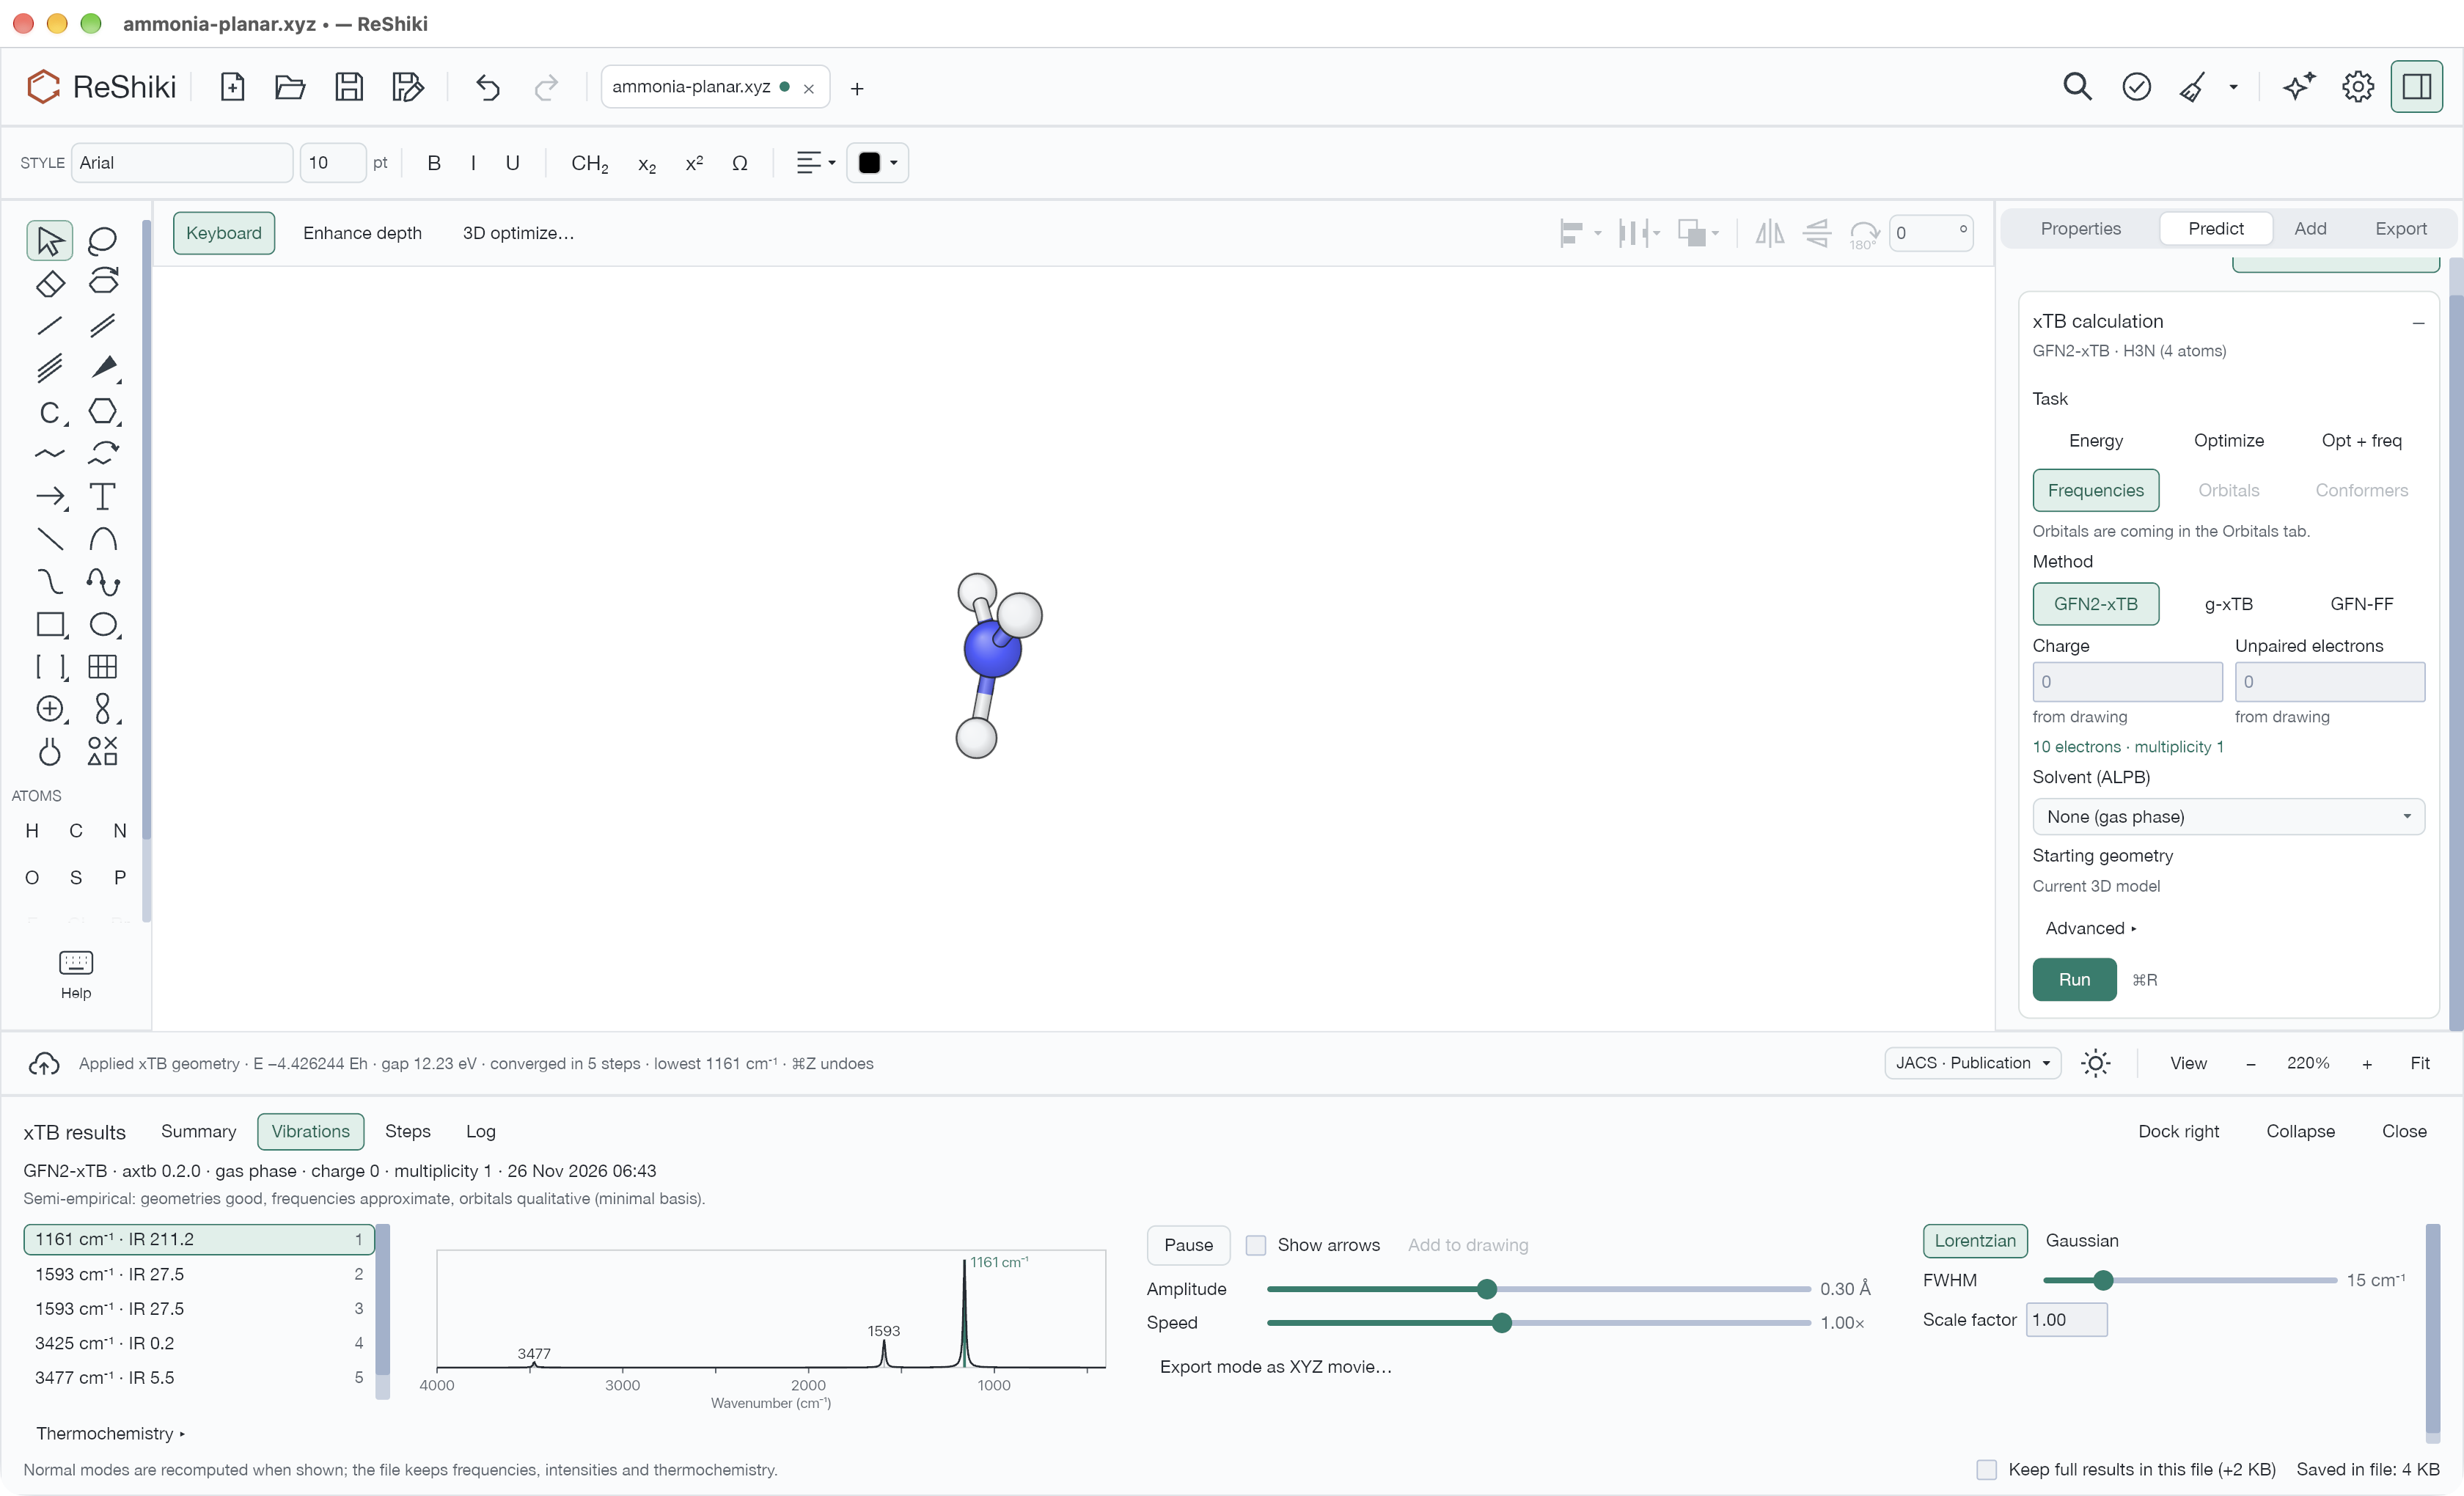 ammonia-planar.xyz • — ReShiki
ReShiki
ammonia-planar.xyz
STYLE Arial 10 pt B I U CH₂ x₂ x² Ω
Keyboard Enhance depth 3D optimize...
180° 0 °
Properties Predict Add Export
xTB calculation
GFN2-xTB · H3N (4 atoms)
Task
Energy Optimize Opt + freq
Frequencies Orbitals Conformers
Orbitals are coming in the Orbitals tab.
Method
GFN2-xTB g-xTB GFN-FF
Charge Unpaired electrons
0 0
from drawing from drawing
10 electrons · multiplicity 1
Solvent (ALPB)
None (gas phase)
Starting geometry
Current 3D model
Advanced ▸
Run ⌘R
C
T
ATOMS
H C N
O S P
Help
Applied xTB geometry · E −4.426244 Eh · gap 12.23 eV · converged in 5 steps · lowest 1161 cm⁻¹ · ⌘Z undoes
JACS · Publication View − 220% + Fit
xTB results Summary Vibrations Steps Log Dock right Collapse Close
GFN2-xTB · axtb 0.2.0 · gas phase · charge 0 · multiplicity 1 · 26 Nov 2026 06:43
Semi-empirical: geometries good, frequencies approximate, orbitals qualitative (minimal basis).
1161 cm⁻¹ · IR 211.2 1
1593 cm⁻¹ · IR 27.5 2
1593 cm⁻¹ · IR 27.5 3
3425 cm⁻¹ · IR 0.2 4
3477 cm⁻¹ · IR 5.5 5
1161 cm⁻¹
1593
3477
4000 3000 2000 1000
Wavenumber (cm⁻¹)
Pause Show arrows Add to drawing
Amplitude 0.30 Å
Speed 1.00×
Export mode as XYZ movie...
Lorentzian Gaussian
FWHM 15 cm⁻¹
Scale factor 1.00
Thermochemistry ▸
Normal modes are recomputed when shown; the file keeps frequencies, intensities and thermochemistry.
Keep full results in this file (+2 KB) Saved in file: 4 KB